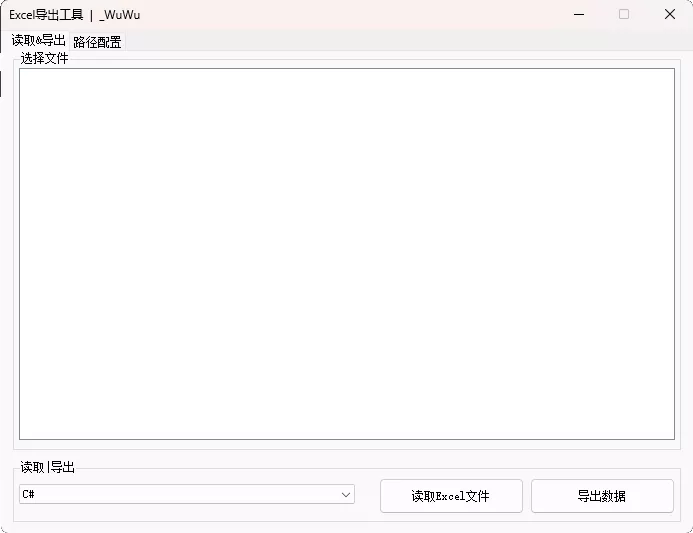 Excel导出工具 | _WuWu
读取&导出 路径配置
选择文件
读取|导出
C#
读取Excel文件
导出数据